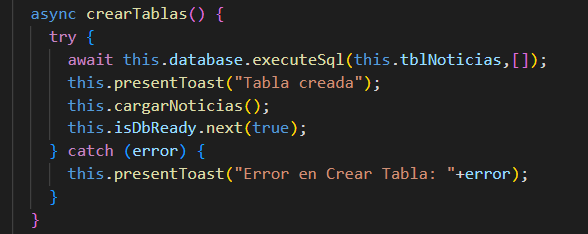 async crearTablas() {
try {
await this.database.executeSql(this.tblNoticias,[]);
this.presentToast("Tabla creada");
this.cargarNoticias();
this.isDbReady.next(true);
} catch (error) {
this.presentToast("Error en Crear Tabla: "+error);
}
}